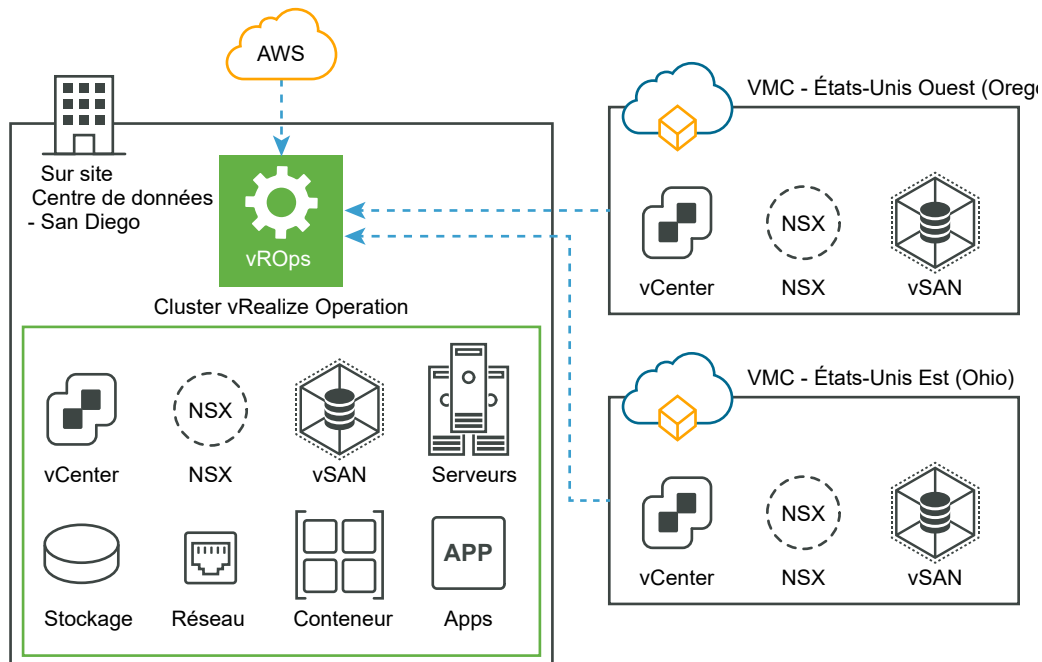 AWS
Sur site
Centre de données
- San Diego
vROps
Cluster vRealize Operation
vCenter
NSX
NSX
vSAN
Serveurs
Stockage
Réseau
Conteneur
APP
Apps
VMC - États-Unis Ouest (Orego
vCenter
NSX
NSX
vSAN
VMC - États-Unis Est (Ohio)
vCenter
NSX
NSX
vSAN